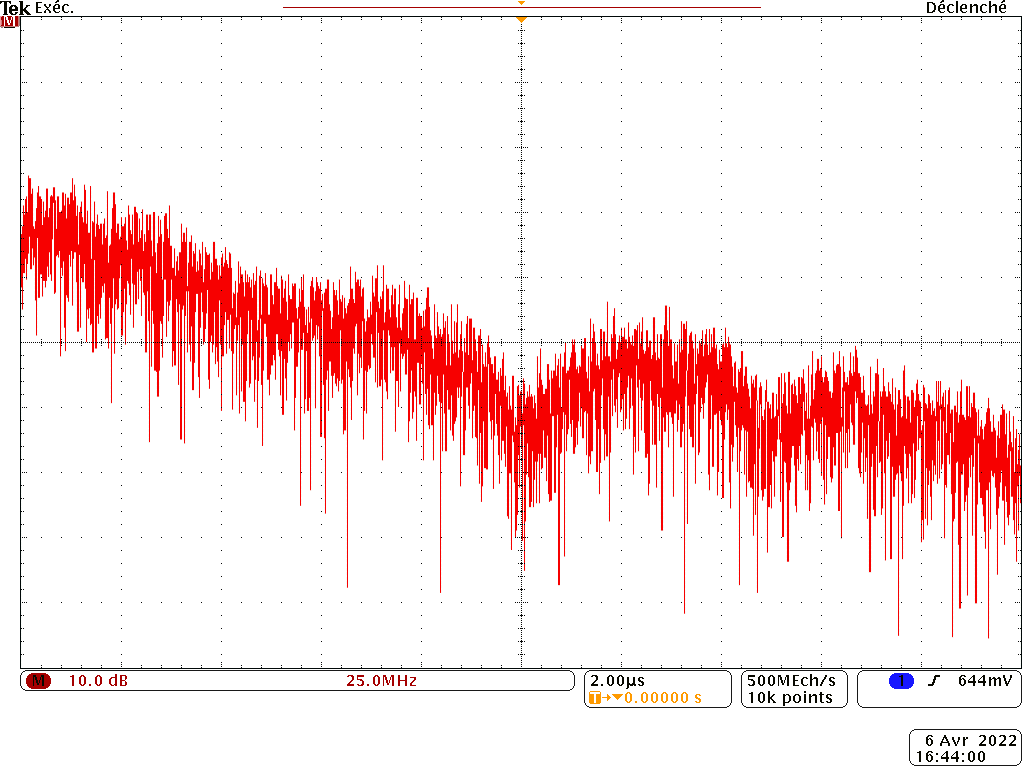 Tek Exéc. Déclenché
M
M 10.0 dB 25.0MHz 2.00µs 500MEch/s 1 644mV
T 0.00000 s 10k points
6 Avr 2022
16:44:00